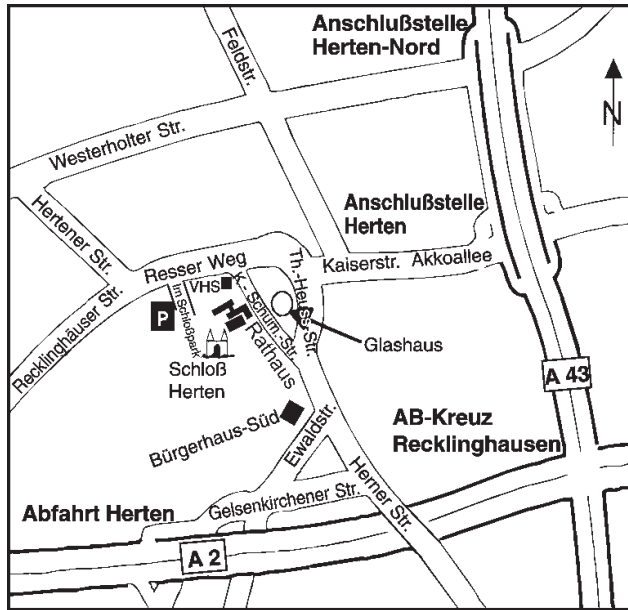 Anschlußstelle
Herten-Nord
Feldstr.
N
Westerholter Str.
Anschlußstelle
Herten
Hertener Str.
Resser Weg
Th.-Heuss-Str.
Kaiserstr. Akkoallee
VHS
K.-Schum.-Str.
Im Schloßpark
P
Recklinghäuser Str.
Rathaus
Glashaus
Schloß
Herten
A 43
AB-Kreuz
Recklinghausen
Bürgerhaus-Süd
Ewaldstr.
Herner Str.
Gelsenkirchener Str.
Abfahrt Herten
A 2